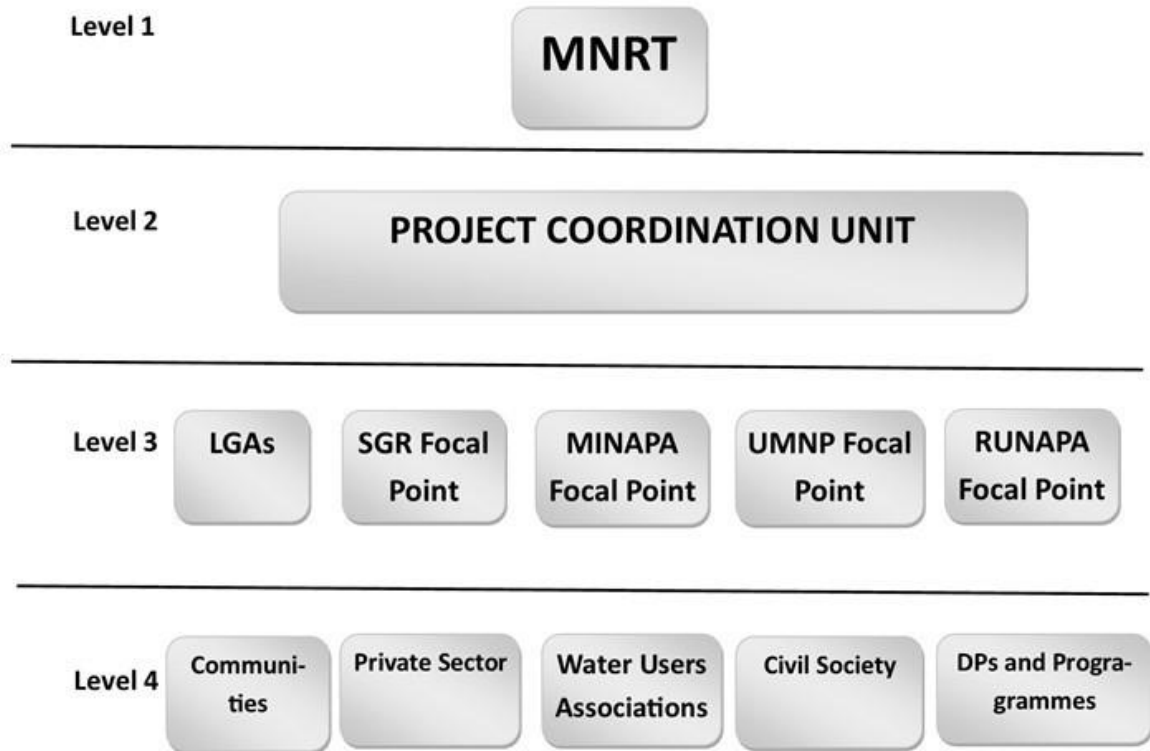 Level 1
MNRT
Level 2
PROJECT COORDINATION UNIT
Level 3
LGAs
SGR Focal
Point
MINAPA
Focal Point
UMNP Focal
Point
RUNAPA
Focal Point
Level 4
Communi-
ties
Private Sector
Water Users
Associations
Civil Society
DPs and Progra-
grammes